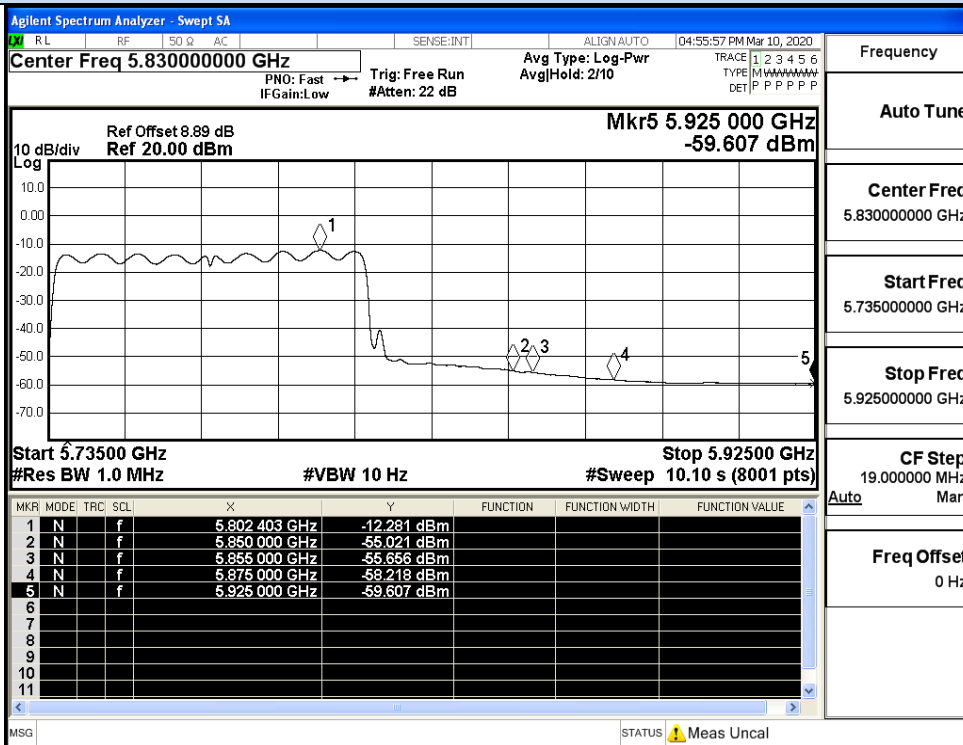 Agilent Spectrum Analyzer - Swept SA
LXI RL RF 50 Ω AC SENSE:INT ALIGN AUTO 04:55:57 PM Mar 10, 2020
Center Freq 5.830000000 GHz
PNO: Fast
IFGain:Low
Trig: Free Run
#Atten: 22 dB
Avg Type: Log-Pwr
Avg|Hold: 2/10
TRACE 1 2 3 4 5 6
TYPE M WWWWW
DET P P P P P P
Ref Offset 8.89 dB
10 dB/div Ref 20.00 dBm
Log
Mkr5 5.925 000 GHz
-59.607 dBm
10.0
0.00
-10.0
-20.0
-30.0
-40.0
-50.0
-60.0
-70.0
1
2 3
4
5
Start 5.73500 GHz Stop 5.92500 GHz
#Res BW 1.0 MHz #VBW 10 Hz #Sweep 10.10 s (8001 pts)
MKR MODE TRC SCL X Y FUNCTION FUNCTION WIDTH FUNCTION VALUE
1 N f 5.802 403 GHz -12.281 dBm
2 N f 5.850 000 GHz -55.021 dBm
3 N f 5.855 000 GHz -55.656 dBm
4 N f 5.875 000 GHz -58.218 dBm
5 N f 5.925 000 GHz -59.607 dBm
6
7
8
9
10
11
MSG STATUS Meas Uncal
Frequency
Auto Tune
Center Freq
5.830000000 GHz
Start Freq
5.735000000 GHz
Stop Freq
5.925000000 GHz
CF Step
19.000000 MHz
Auto Man
Freq Offset
0 Hz